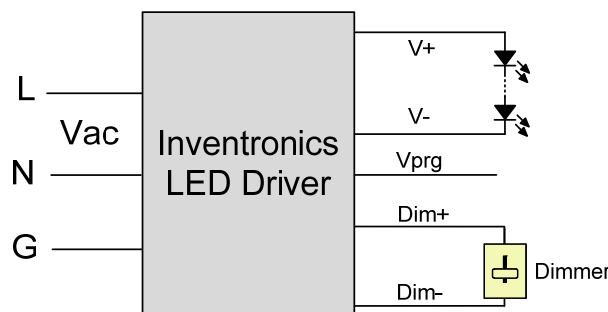 L
Vac
N
G
Inventronics
LED Driver
V+
V-
Vprg
Dim+
Dim-
Dimmer